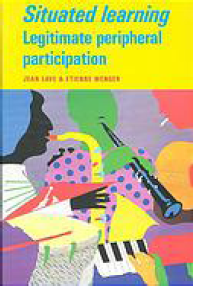 Situated learning
Legitimate peripheral
participation
JEAN LAVE & ETIENNE WENGER